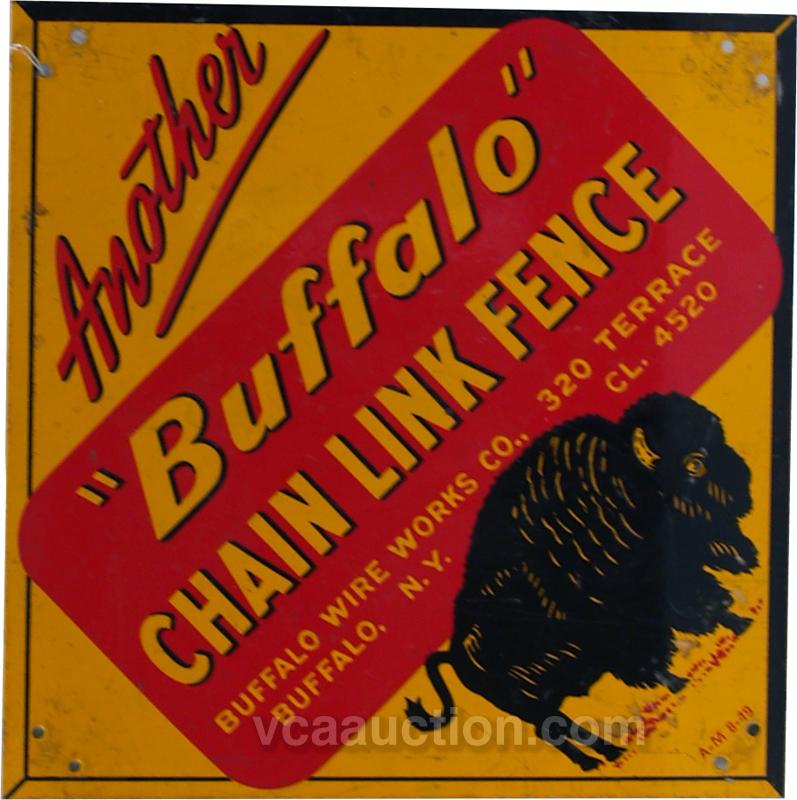 Another
"Buffalo"
CHAIN LINK FENCE
BUFFALO WIRE WORKS CO., 320 TERRACE
BUFFALO, N.Y. CL. 4520
A-M 8-49
vcaauction.com